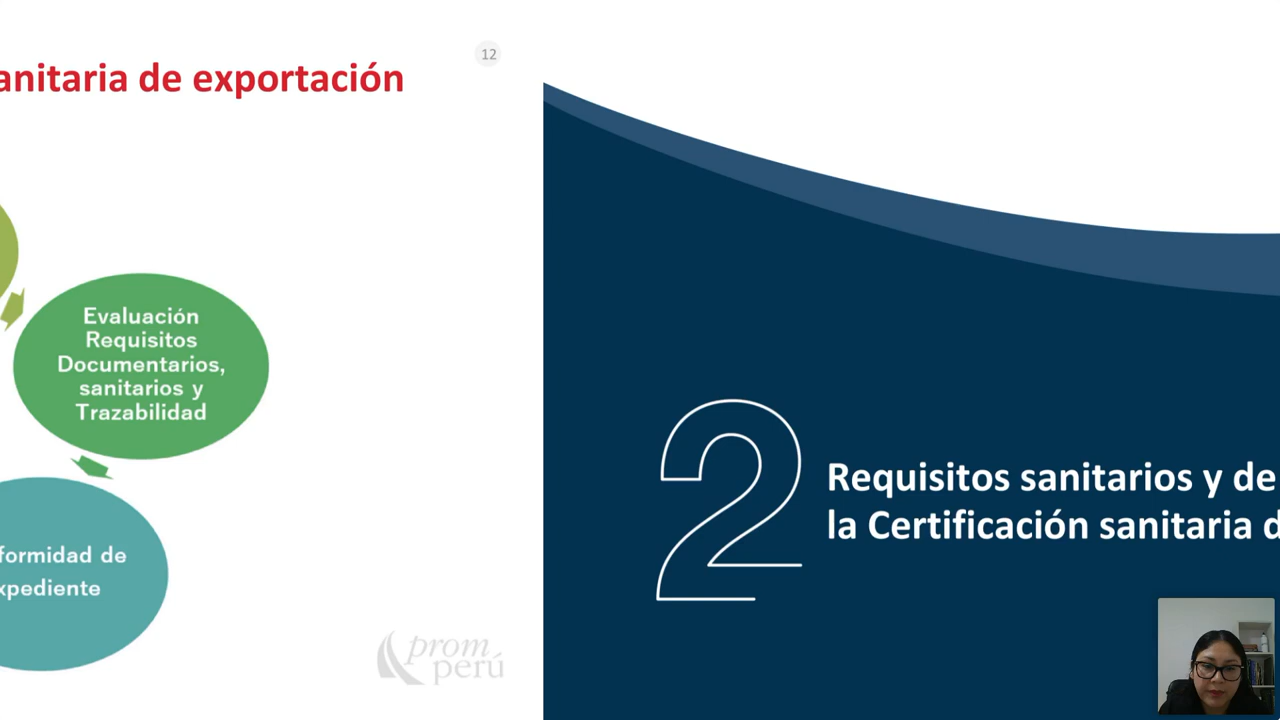 12
anitaria de exportación
Evaluación
Requisitos
Documentarios,
sanitarios y
Trazabilidad
formidad de
xpediente
prom
perú
2
Requisitos sanitarios y de
la Certificación sanitaria d